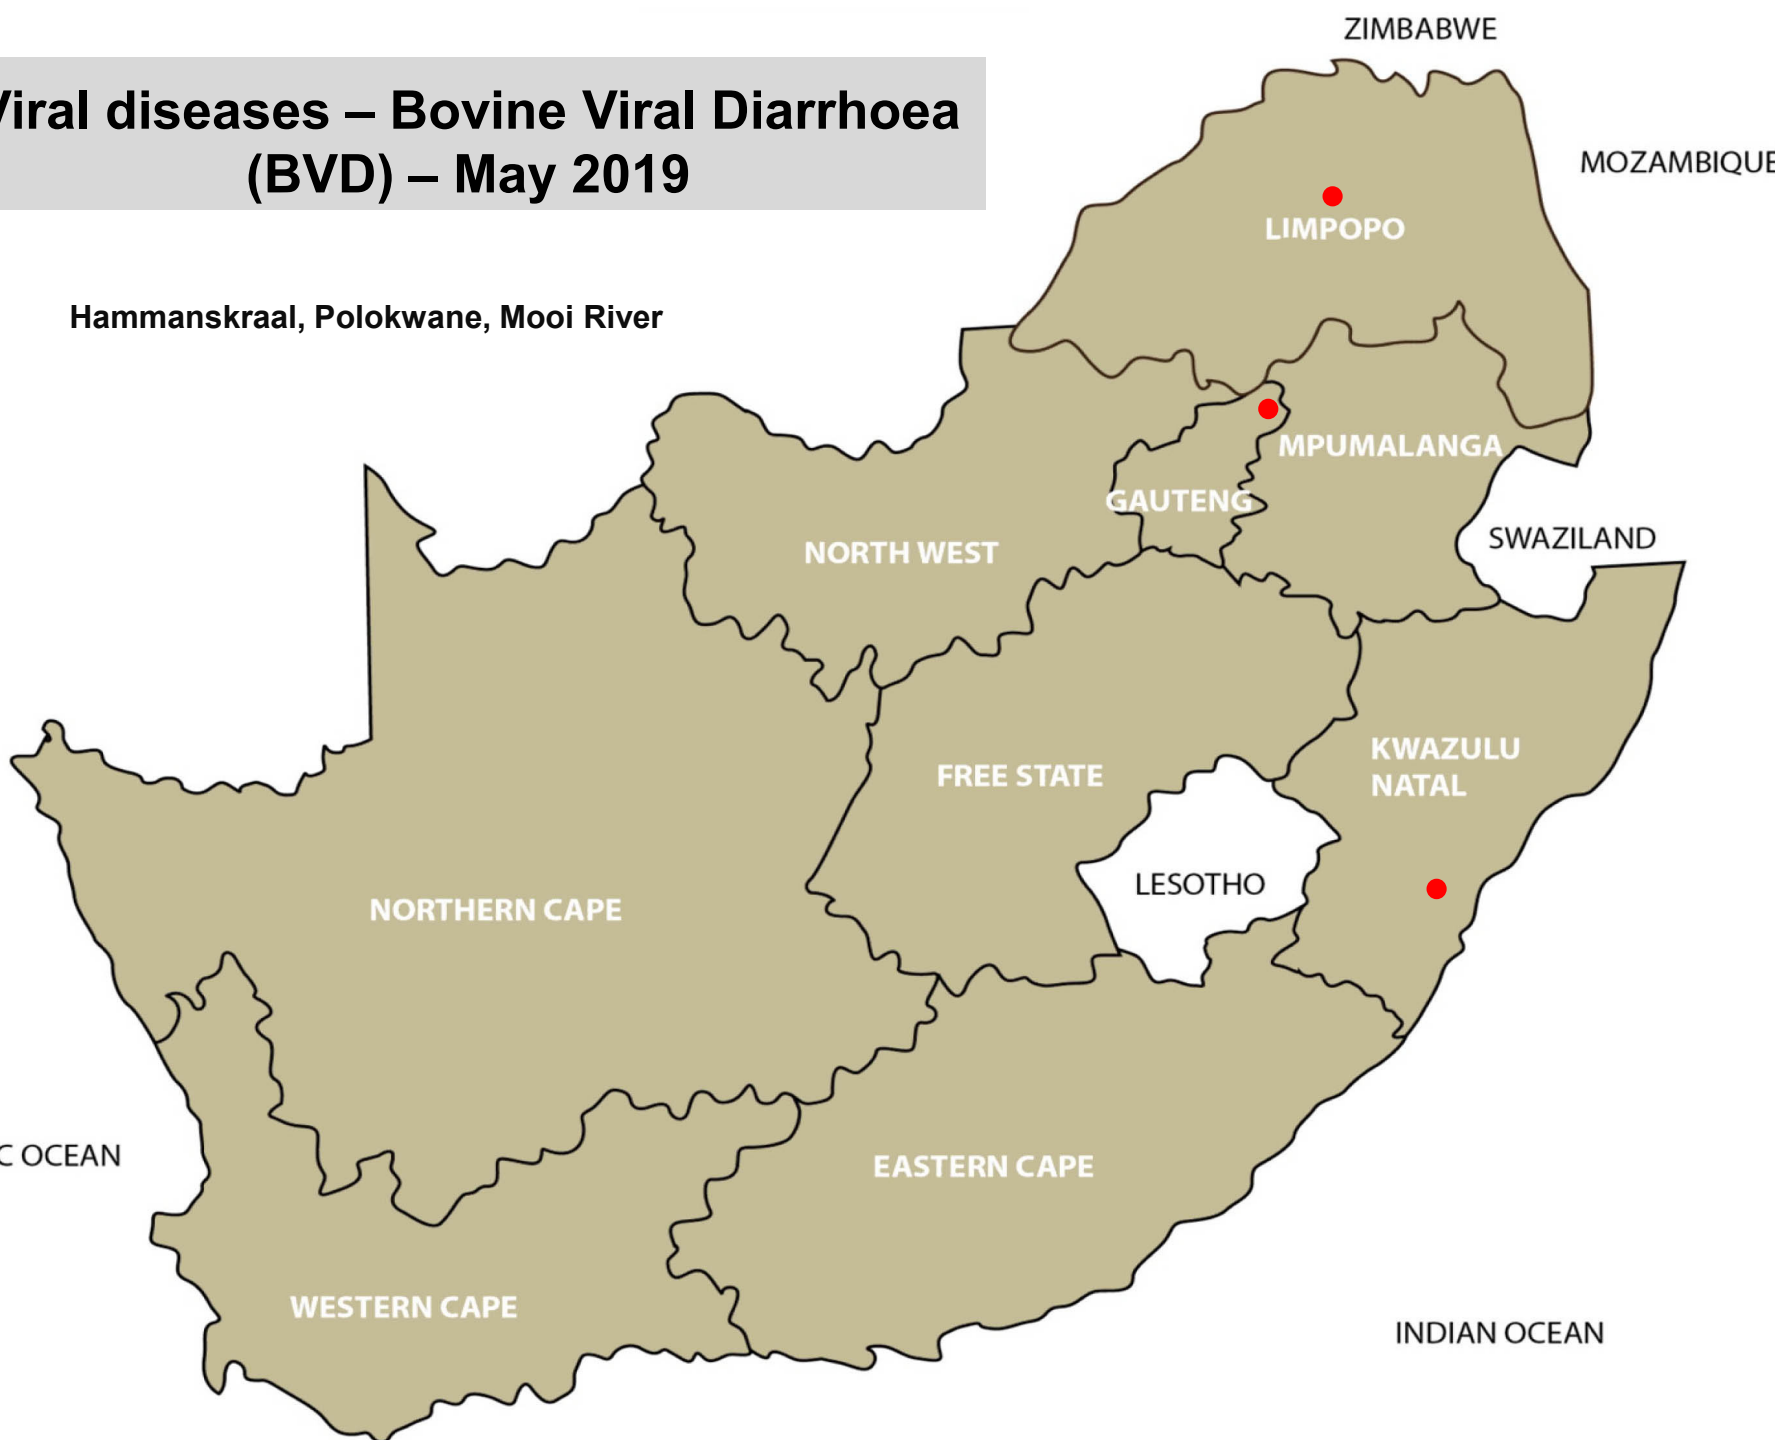 ZIMBABWE
Viral diseases – Bovine Viral Diarrhoea
(BVD) – May 2019
MOZAMBIQUE
LIMPOPO
Hammanskraal, Polokwane, Mooi River
MPUMALANGA
GAUTENG
SWAZILAND
NORTH WEST
KWAZULU
NATAL
FREE STATE
LESOTHO
NORTHERN CAPE
C OCEAN
EASTERN CAPE
WESTERN CAPE
INDIAN OCEAN